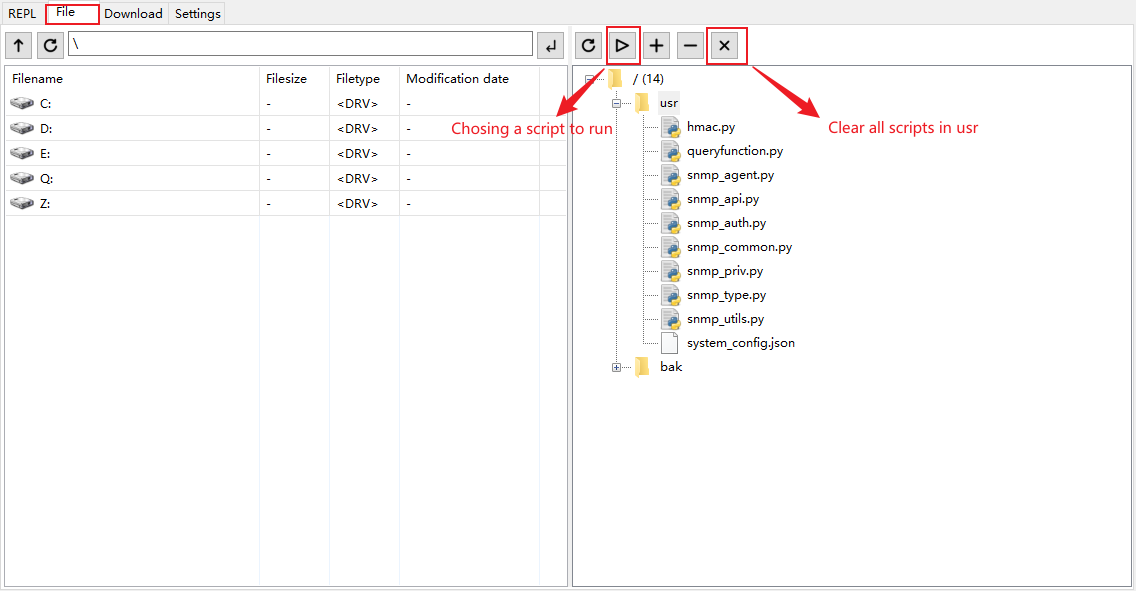 REPL File Download Settings
\
Filename Filesize Filetype Modification date
C: - <DRV> -
D: - <DRV> -
E: - <DRV> -
Q: - <DRV> -
Z: - <DRV> -
Chosing a script to run
/ (14)
usr
hmac.py
queryfunction.py
snmp_agent.py
snmp_api.py
snmp_auth.py
snmp_common.py
snmp_priv.py
snmp_type.py
snmp_utils.py
system_config.json
bak
Clear all scripts in usr